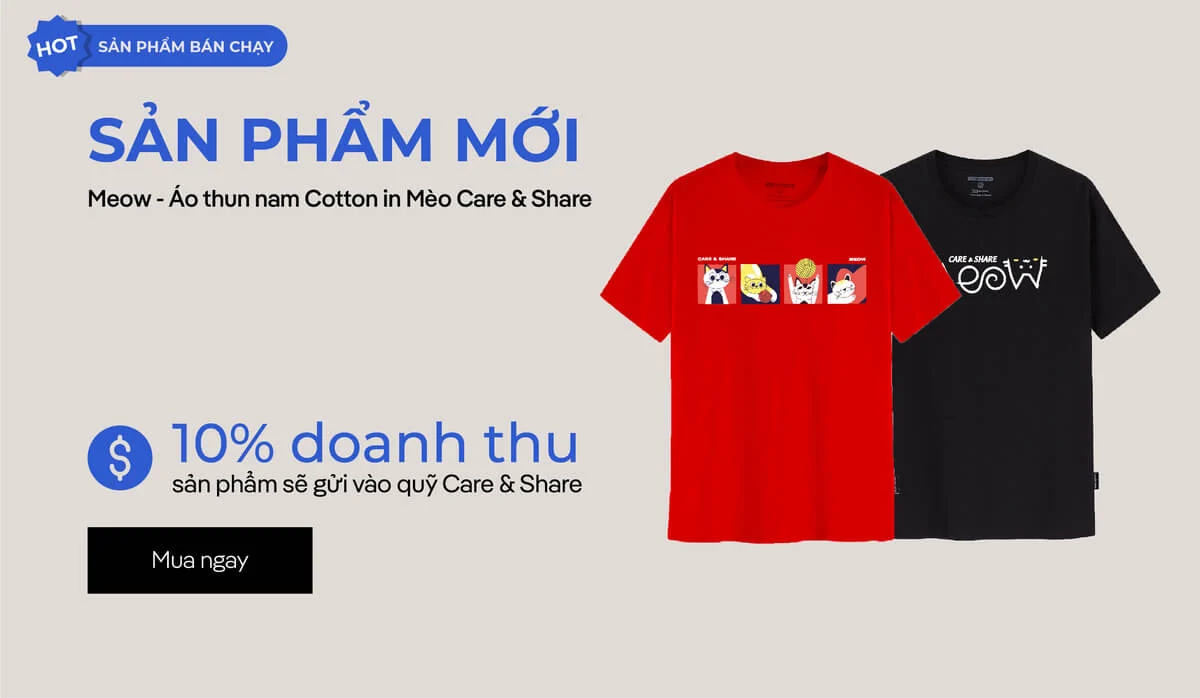 HOT
SẢN PHẨM BÁN CHẠY
SẢN PHẨM MỚI
Meow - Áo thun nam Cotton in Mèo Care & Share
CARE & SHARE
MEOW
CARE & SHARE
meow
10% doanh thu
sản phẩm sẽ gửi vào quỹ Care & Share
Mua ngay